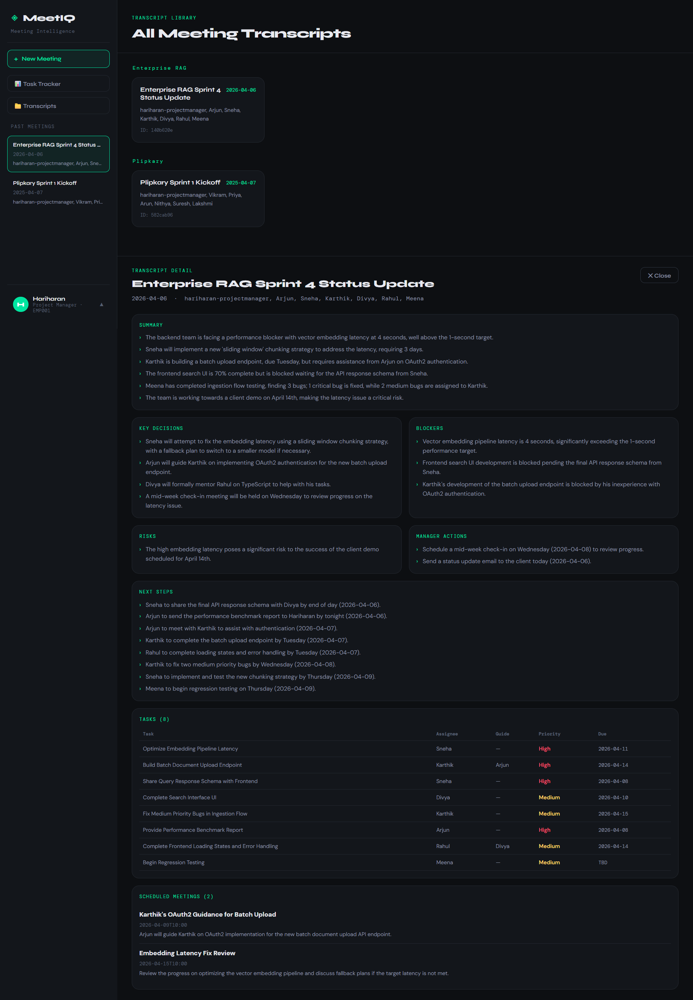 MeetIQ
Meeting Intelligence
+ New Meeting
Task Tracker
Transcripts
PAST MEETINGS
Enterprise RAG Sprint 4 Status ...
2026-04-06
hariharan-projectmanager, Arjun, Sne...
Plipkary Sprint 1 Kickoff
2025-04-07
hariharan-projectmanager, Vikram, Pri...
H
Hariharan
Project Manager ·
EMP001
▲
TRANSCRIPT LIBRARY
All Meeting Transcripts
Enterprise RAG
Enterprise RAG Sprint 4 2026-04-06
Status Update
hariharan-projectmanager, Arjun, Sneha,
Karthik, Divya, Rahul, Meena
ID: 140b620e
Plipkary
Plipkary Sprint 1 Kickoff 2025-04-07
hariharan-projectmanager, Vikram, Priya,
Arun, Nithya, Suresh, Lakshmi
ID: 582cab96
TRANSCRIPT DETAIL
✕ Close
Enterprise RAG Sprint 4 Status Update
2026-04-06 · hariharan-projectmanager, Arjun, Sneha, Karthik, Divya, Rahul, Meena
SUMMARY
› The backend team is facing a performance blocker with vector embedding latency at 4 seconds, well above the 1-second target.
› Sneha will implement a new 'sliding window' chunking strategy to address the latency, requiring 3 days.
› Karthik is building a batch upload endpoint, due Tuesday, but requires assistance from Arjun on OAuth2 authentication.
› The frontend search UI is 70% complete but is blocked waiting for the API response schema from Sneha.
› Meena has completed ingestion flow testing, finding 3 bugs; 1 critical bug is fixed, while 2 medium bugs are assigned to Karthik.
› The team is working towards a client demo on April 14th, making the latency issue a critical risk.
KEY DECISIONS
› Sneha will attempt to fix the embedding latency using a sliding window chunking strategy,
with a fallback plan to switch to a smaller model if necessary.
› Arjun will guide Karthik on implementing OAuth2 authentication for the new batch upload
endpoint.
› Divya will formally mentor Rahul on TypeScript to help with his tasks.
› A mid-week check-in meeting will be held on Wednesday to review progress on the
latency issue.
BLOCKERS
› Vector embedding pipeline latency is 4 seconds, significantly exceeding the 1-second
performance target.
› Frontend search UI development is blocked pending the final API response schema from
Sneha.
› Karthik's development of the batch upload endpoint is blocked by his inexperience with
OAuth2 authentication.
RISKS
› The high embedding latency poses a significant risk to the success of the client demo
scheduled for April 14th.
MANAGER ACTIONS
› Schedule a mid-week check-in on Wednesday (2026-04-08) to review progress.
› Send a status update email to the client today (2026-04-06).
NEXT STEPS
› Sneha to share the final API response schema with Divya by end of day (2026-04-06).
› Arjun to send the performance benchmark report to Hariharan by tonight (2026-04-06).
› Arjun to meet with Karthik to assist with authentication (2026-04-07).
› Karthik to complete the batch upload endpoint by Tuesday (2026-04-07).
› Rahul to complete loading states and error handling by Tuesday (2026-04-07).
› Karthik to fix two medium priority bugs by Wednesday (2026-04-08).
› Sneha to implement and test the new chunking strategy by Thursday (2026-04-09).
› Meena to begin regression testing on Thursday (2026-04-09).
TASKS (8)
Task Assignee Guide Priority Due
Optimize Embedding Pipeline Latency Sneha — High 2026-04-11
Build Batch Document Upload Endpoint Karthik Arjun High 2026-04-14
Share Query Response Schema with Frontend Sneha — High 2026-04-08
Complete Search Interface UI Divya — Medium 2026-04-10
Fix Medium Priority Bugs in Ingestion Flow Karthik — Medium 2026-04-15
Provide Performance Benchmark Report Arjun — High 2026-04-08
Complete Frontend Loading States and Error Handling Rahul Divya Medium 2026-04-14
Begin Regression Testing Meena — Medium TBD
SCHEDULED MEETINGS (2)
Karthik's OAuth2 Guidance for Batch Upload
2026-04-09T10:00
Arjun will guide Karthik on OAuth2 implementation for the new batch document upload API endpoint.
Embedding Latency Fix Review
2026-04-15T10:00
Review the progress on optimizing the vector embedding pipeline and discuss fallback plans if the target latency is not met.